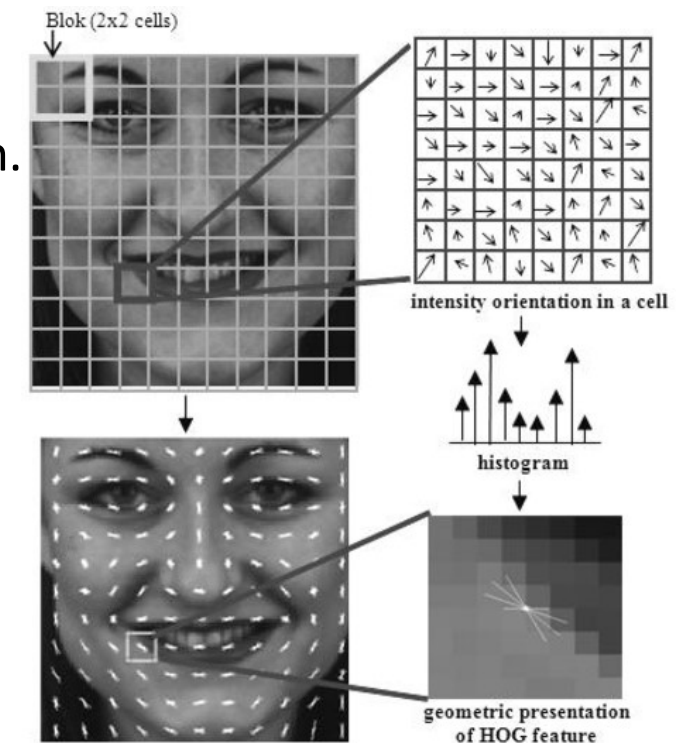 Blok (2x2 cells)
n.
intensity orientation in a cell
histogram
geometric presentation
of HOG feature